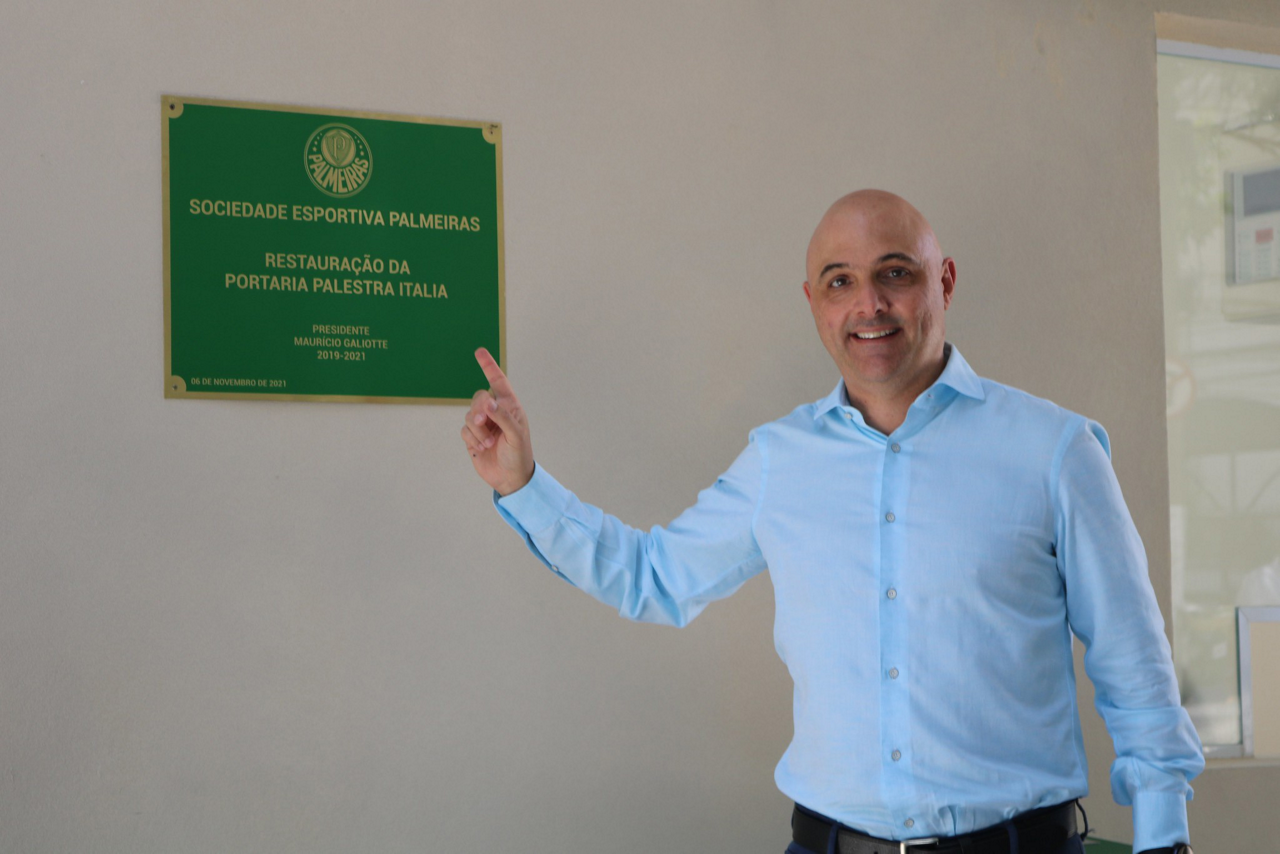 PALMEIRAS
SOCIEDADE ESPORTIVA PALMEIRAS
RESTAURAÇÃO DA
PORTARIA PALESTRA ITALIA
PRESIDENTE
MAURÍCIO GALIOTTE
2019-2021
06 DE NOVEMBRO DE 2021